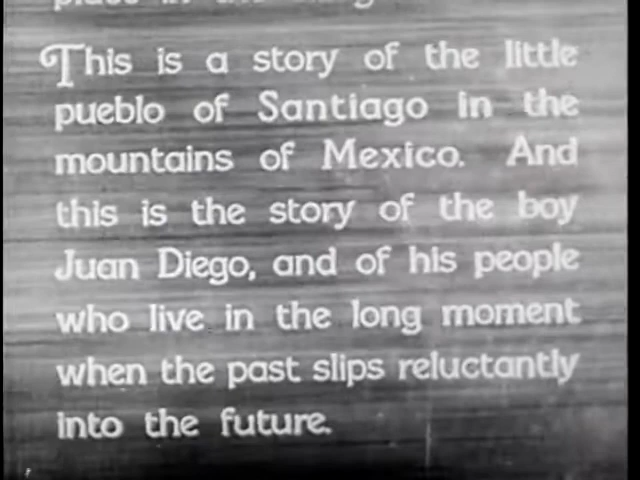 This is a story of the little
pueblo of Santiago in the
mountains of Mexico. And
this is the story of the boy
Juan Diego, and of his people
who live in the long moment
when the past slips reluctantly
into the future.